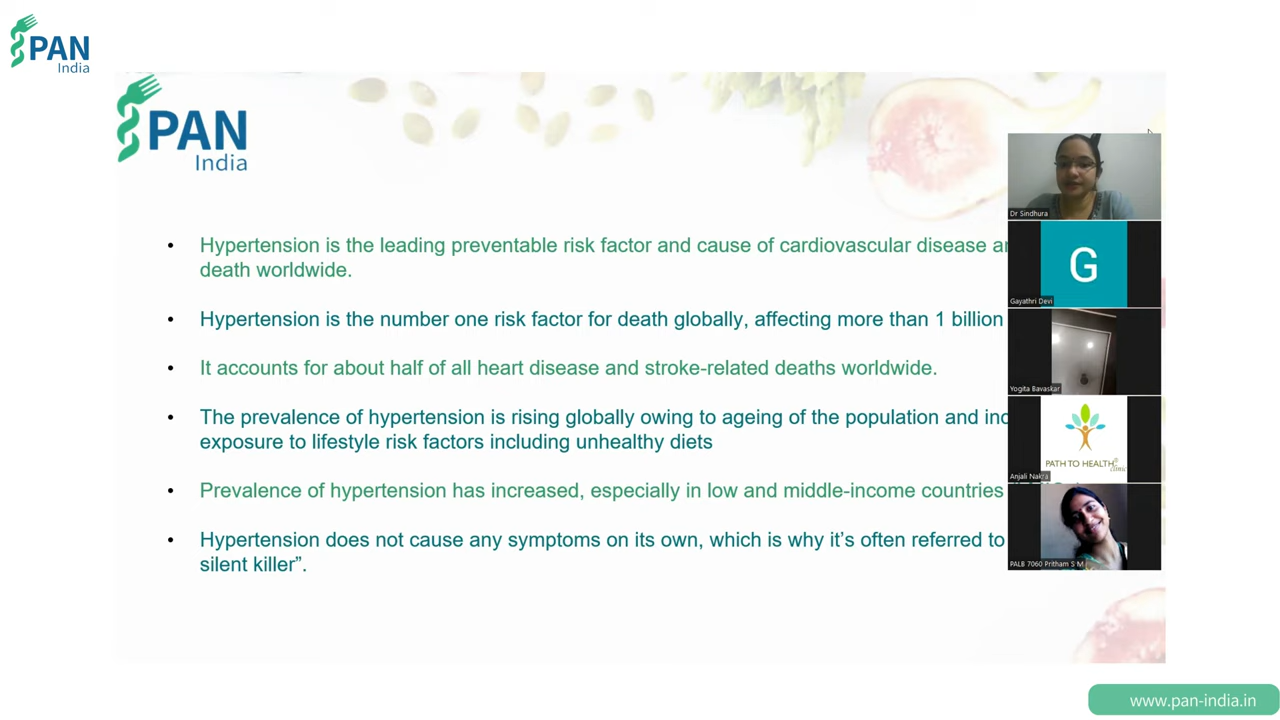 PAN
India
PAN
India
• Hypertension is the leading preventable risk factor and cause of cardiovascular disease
death worldwide.
• Hypertension is the number one risk factor for death globally, affecting more than 1 billion
• It accounts for about half of all heart disease and stroke-related deaths worldwide.
• The prevalence of hypertension is rising globally owing to ageing of the population and
exposure to lifestyle risk factors including unhealthy diets
• Prevalence of hypertension has increased, especially in low and middle-income countries
• Hypertension does not cause any symptoms on its own, which is why it’s often referred to
silent killer”.
Dr Sindhura
G
Gayathri Devi
Yogita Bavaskar
PATH TO HEALTH
clinic
Anjali Nakra
PALB 7060 Pritham S M
www.pan-india.in